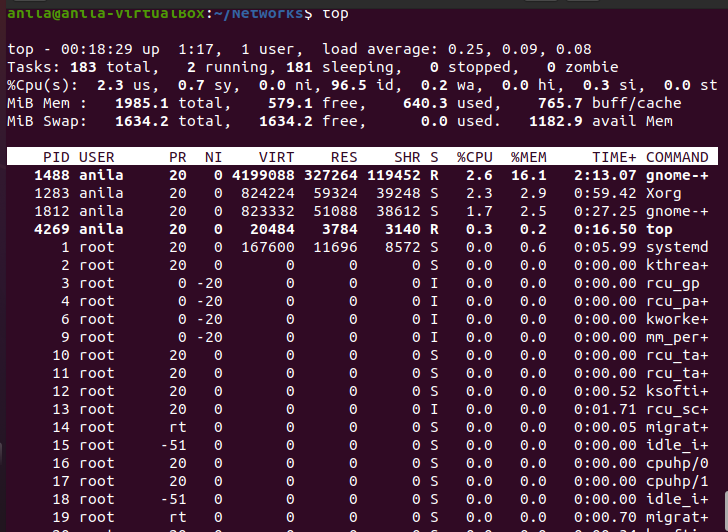 anila@anila-VirtualBox:~/Networks$ top
top - 00:18:29 up  1:17,  1 user,  load average: 0.25, 0.09, 0.08
Tasks: 183 total,   2 running, 181 sleeping,   0 stopped,   0 zombie
%Cpu(s):  2.3 us,  0.7 sy,  0.0 ni, 96.5 id,  0.2 wa,  0.0 hi,  0.3 si,  0.0 st
MiB Mem :   1985.1 total,    579.1 free,    640.3 used,    765.7 buff/cache
MiB Swap:   1634.2 total,   1634.2 free,      0.0 used.   1182.9 avail Mem
PID USER      PR  NI    VIRT    RES    SHR S  %CPU  %MEM     TIME+ COMMAND
1488 anila     20   0 4199088 327264 119452 R   2.6  16.1   2:13.07 gnome-+
1283 anila     20   0  824224  59324  39248 S   2.3   2.9   0:59.42 Xorg
1812 anila     20   0  823332  51088  38612 S   1.7   2.5   0:27.25 gnome-+
4269 anila     20   0   20484   3784   3140 R   0.3   0.2   0:16.50 top
1 root      20   0  167600  11696   8572 S   0.0   0.6   0:05.99 systemd
2 root      20   0       0      0      0 S   0.0   0.0   0:00.00 kthrea+
3 root       0 -20       0      0      0 I   0.0   0.0   0:00.00 rcu_gp
4 root       0 -20       0      0      0 I   0.0   0.0   0:00.00 rcu_pa+
6 root       0 -20       0      0      0 I   0.0   0.0   0:00.00 kworke+
9 root       0 -20       0      0      0 I   0.0   0.0   0:00.00 mm_per+
10 root      20   0       0      0      0 S   0.0   0.0   0:00.00 rcu_ta+
11 root      20   0       0      0      0 S   0.0   0.0   0:00.00 rcu_ta+
12 root      20   0       0      0      0 S   0.0   0.0   0:00.52 ksofti+
13 root      20   0       0      0      0 I   0.0   0.0   0:01.71 rcu_sc+
14 root      rt   0       0      0      0 S   0.0   0.0   0:00.05 migrat+
15 root     -51   0       0      0      0 S   0.0   0.0   0:00.00 idle_i+
16 root      20   0       0      0      0 S   0.0   0.0   0:00.00 cpuhp/0
17 root      20   0       0      0      0 S   0.0   0.0   0:00.00 cpuhp/1
18 root     -51   0       0      0      0 S   0.0   0.0   0:00.00 idle_i+
19 root      rt   0       0      0      0 S   0.0   0.0   0:00.70 migrat+